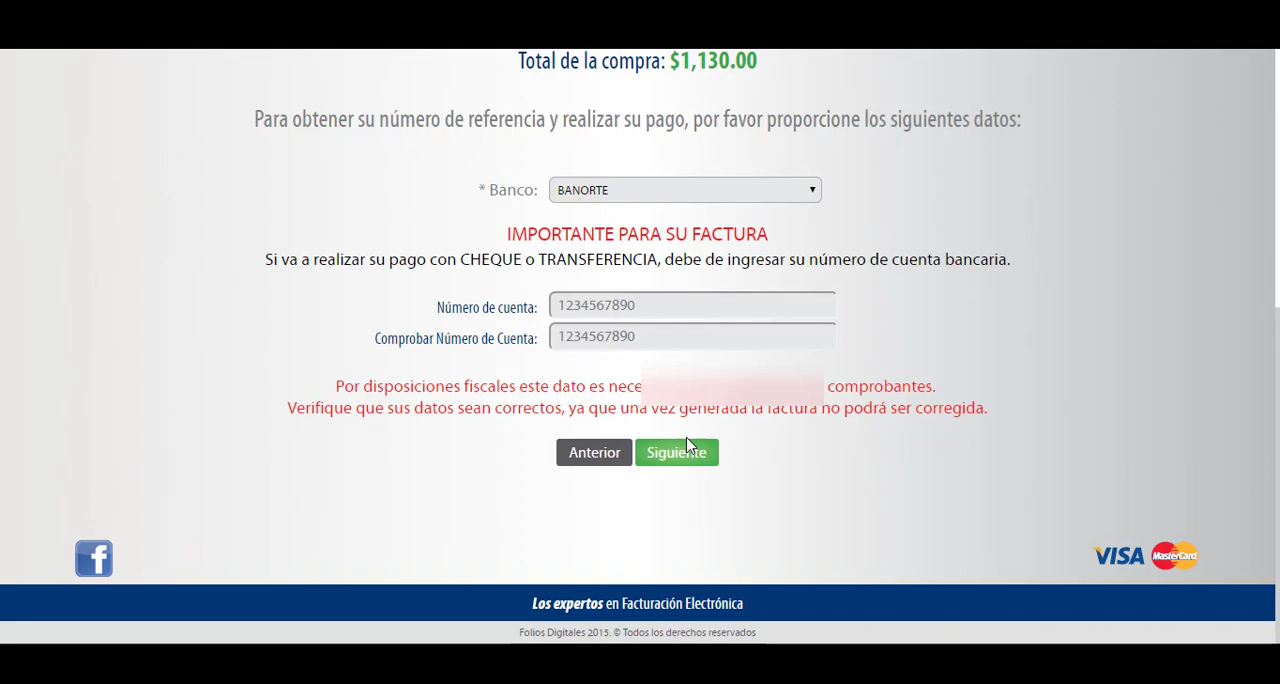 Total de la compra: $1,130.00
Para obtener su número de referencia y realizar su pago, por favor proporcione los siguientes datos:
* Banco: BANORTE
IMPORTANTE PARA SU FACTURA
Si va a realizar su pago con CHEQUE o TRANSFERENCIA, debe de ingresar su número de cuenta bancaria.
Número de cuenta: 1234567890
Comprobar Número de Cuenta: 1234567890
Por disposiciones fiscales este dato es nece comprobantes.
Verifique que sus datos sean correctos, ya que una vez generada la factura no podrá ser corregida.
Anterior Siguiente
f
VISA MasterCard
Los expertos en Facturación Electrónica
Folios Digitales 2015. © Todos los derechos reservados